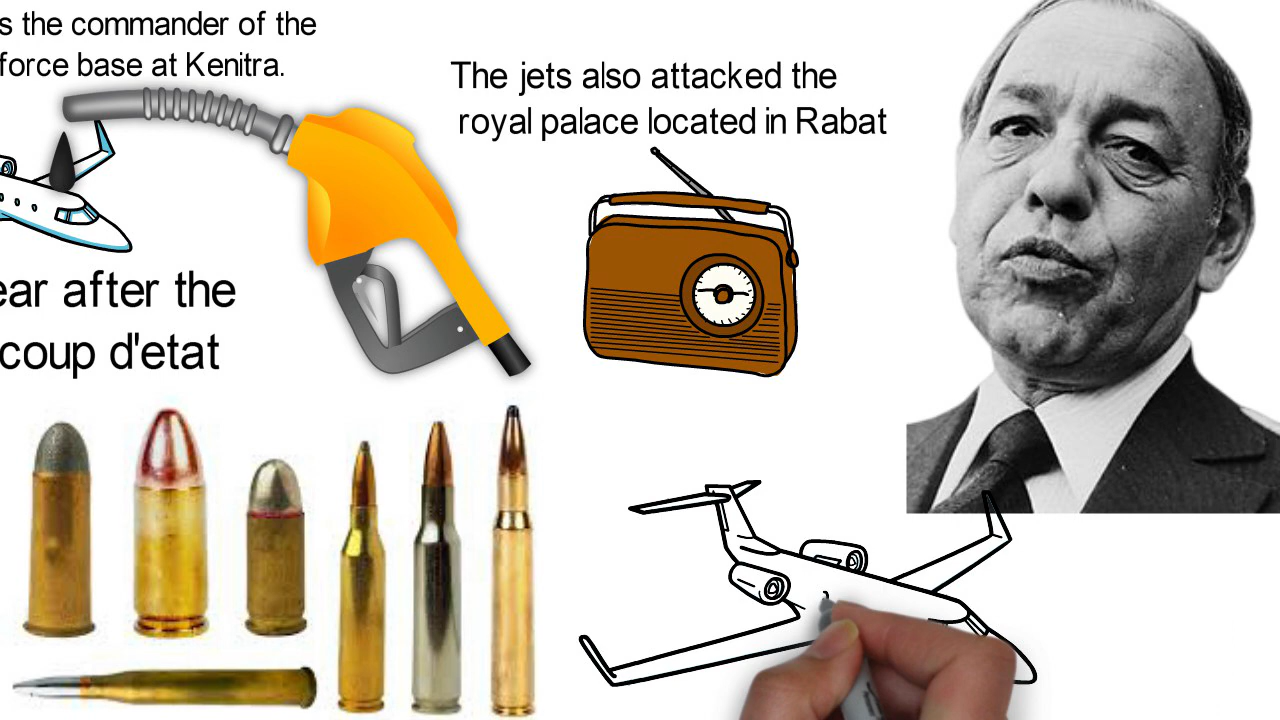 s the commander of the
force base at Kenitra.
The jets also attacked the
royal palace located in Rabat
ear after the
coup d'etat